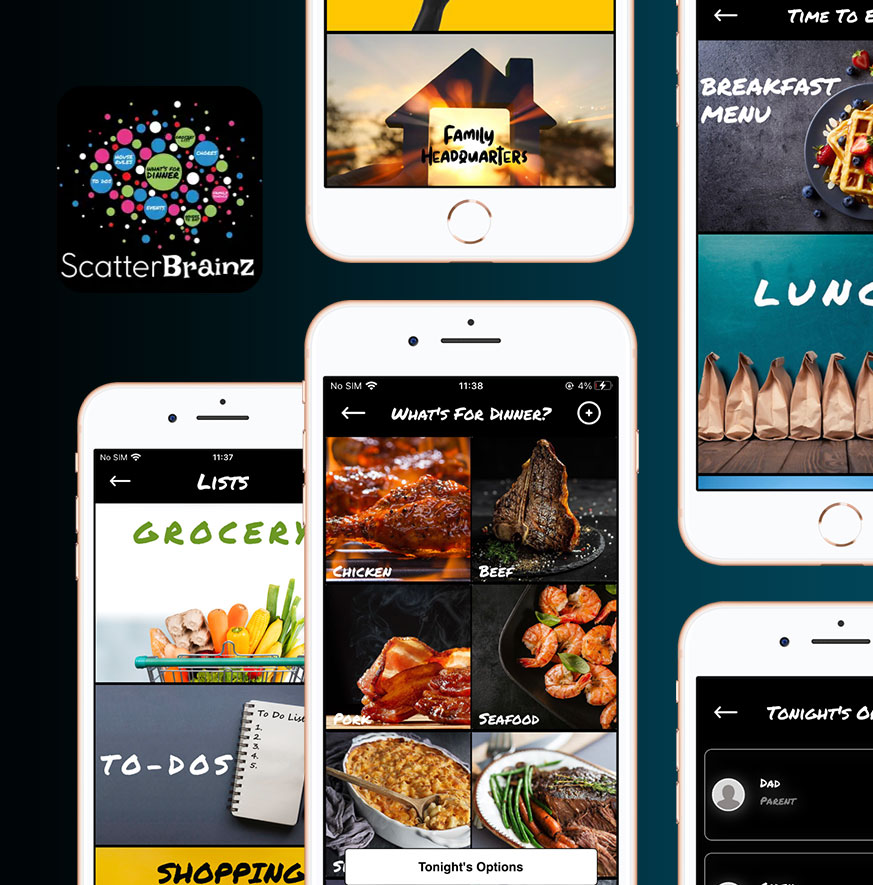 GROCERY LIST
CHORES
HOUSE
RULES
WHAT'S FOR
DINNER
TO DOS
EVENTS
ScatterBrainz
Family
Headquarters
Time To
Breakfast
Menu
No SIM
11:38
4%
What's For Dinner?
Chicken
Beef
Pork
Seafood
Tonight's Options
No SIM
11:37
Lists
GROCERY
To Do List
1.
2.
3.
4.
5.
TO-DOS
SHOPPING
Tonight's
Dad
Parent